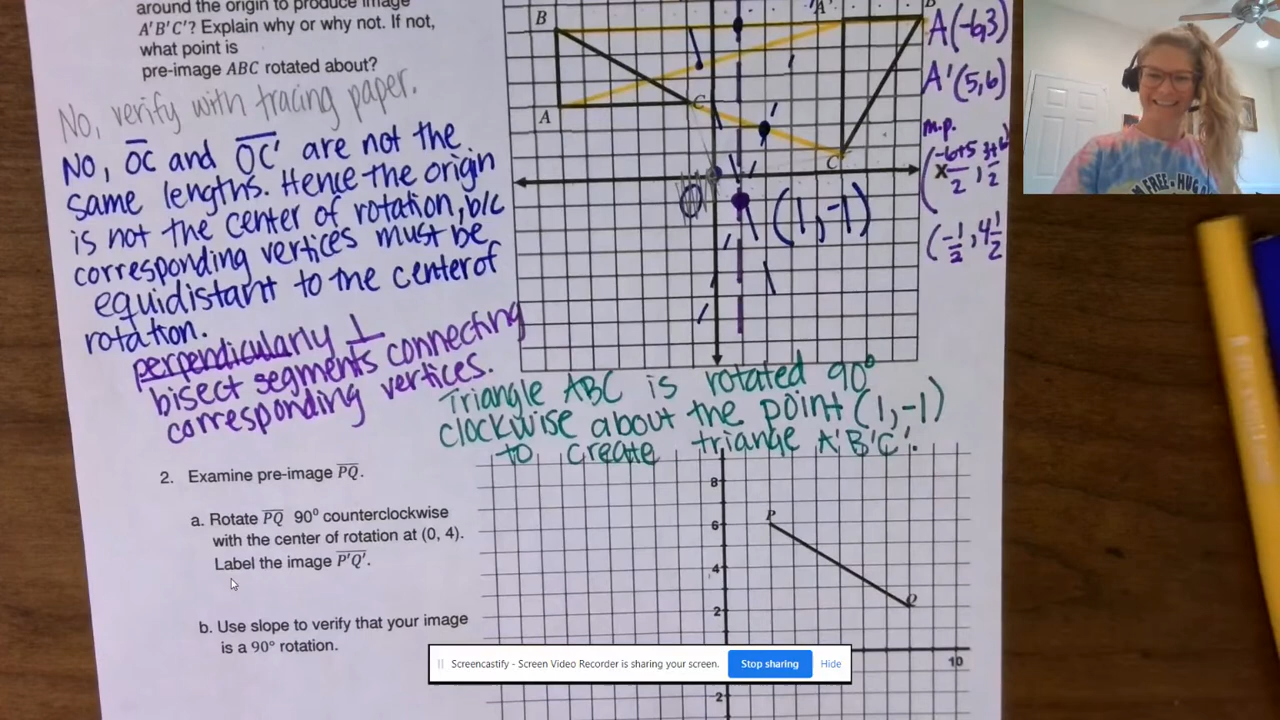 around the origin to produce image
A'B'C'? Explain why or why not. If not,
what point is
pre-image ABC rotated about?
No, verify with tracing paper.
No, OC and OC' are not the
same lengths. Hence the origin
is not the center of rotation, b/c
corresponding vertices must be
equidistant to the center of
rotation.
perpendicularly ⊥
bisect segments connecting
corresponding vertices.
B
A
C
A'
C'
(1,-1)
A(-6,3)
A'(5,6)
m.p.
(-1/2, 4 1/2)
Triangle ABC is rotated 90°
clockwise about the point (1,-1)
to create triange A'B'C'.
2. Examine pre-image PQ.
a. Rotate PQ 90° counterclockwise
with the center of rotation at (0, 4).
Label the image P'Q'.
b. Use slope to verify that your image
is a 90° rotation.
8
P
6
4
Q
2
10
2
Screencastify - Screen Video Recorder is sharing your screen.
Stop sharing
Hide